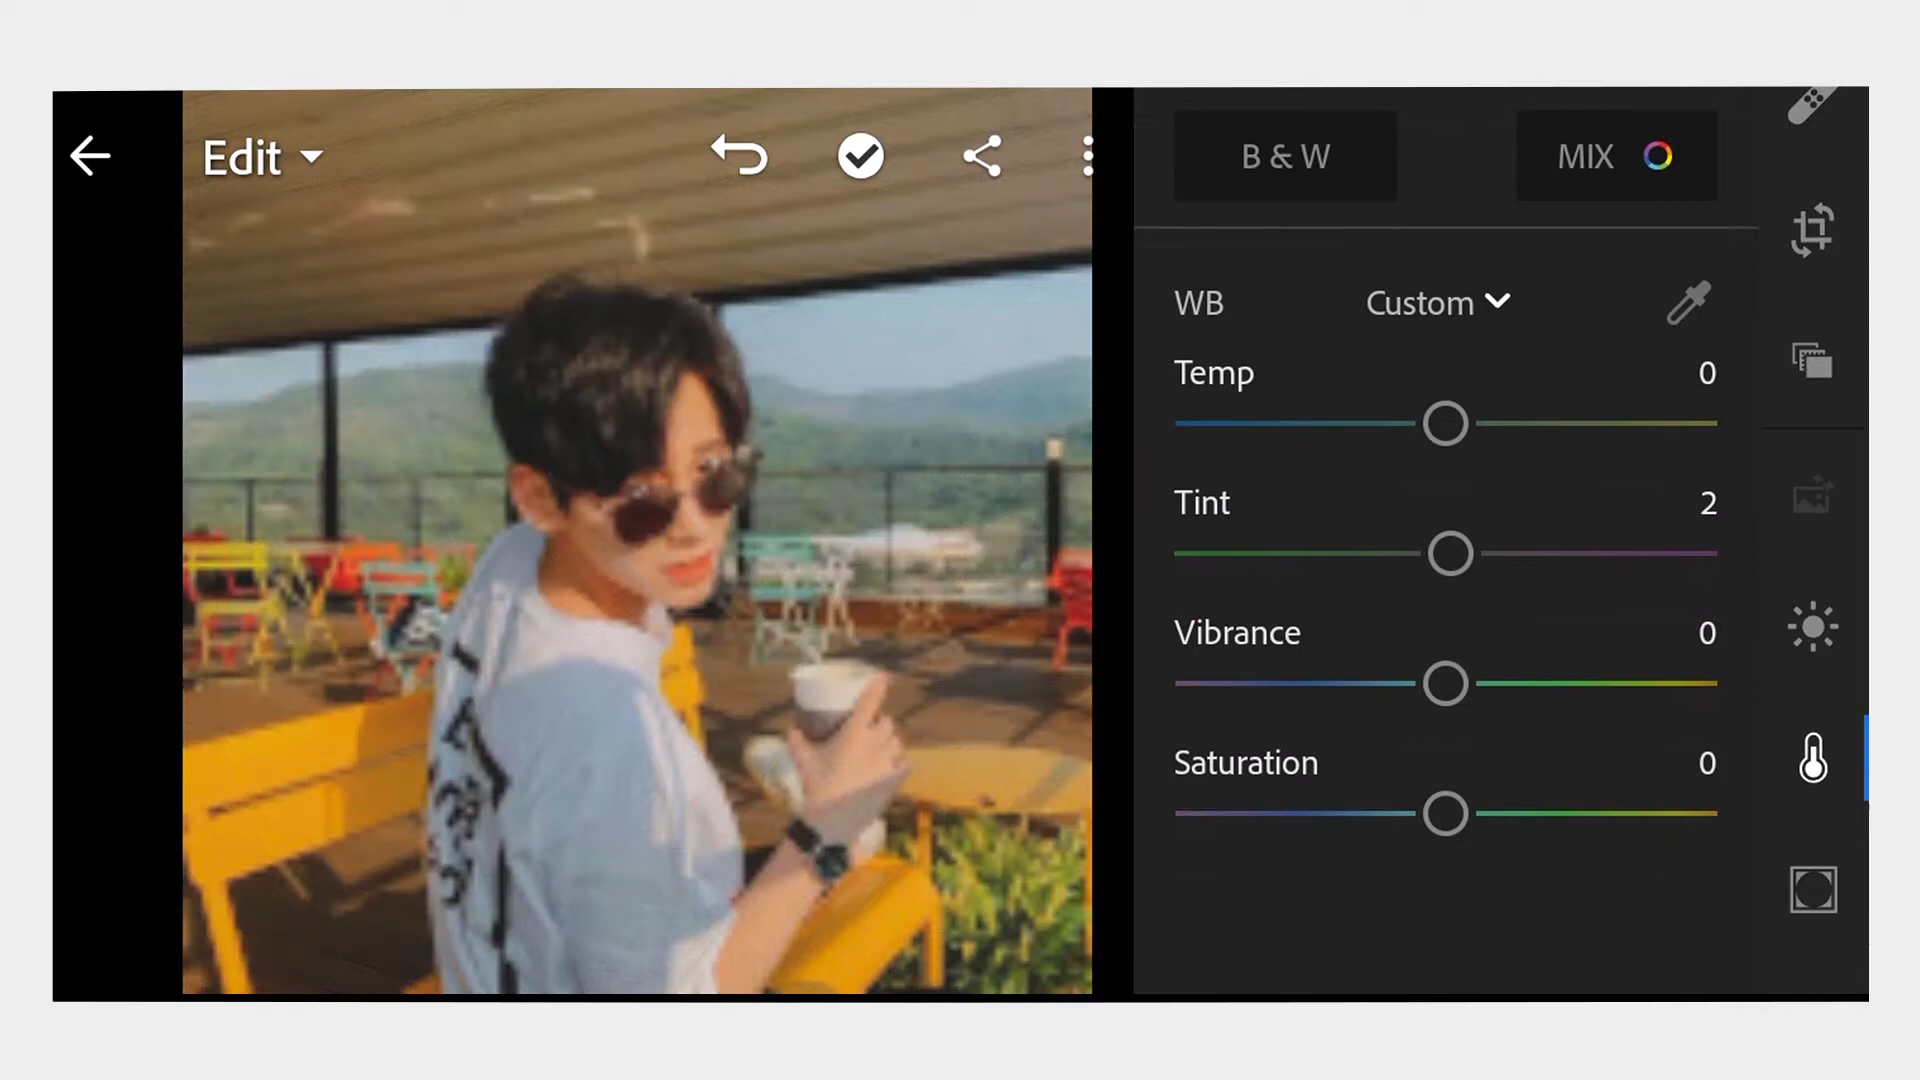 Edit
B & W
MIX
WB
Custom
Temp
0
Tint
2
Vibrance
0
Saturation
0